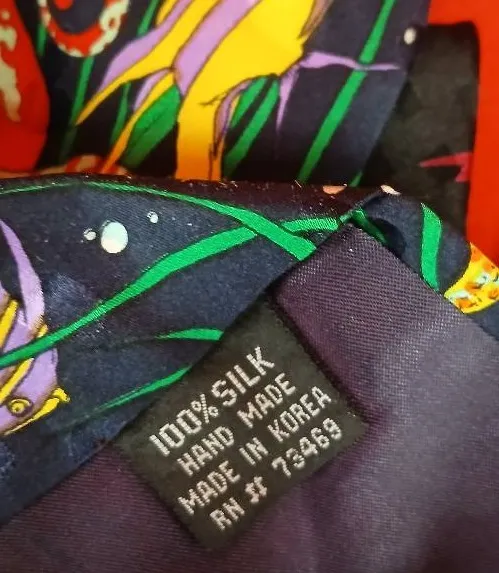 100% SILK
HAND MADE
MADE IN KOREA
RN # 73469